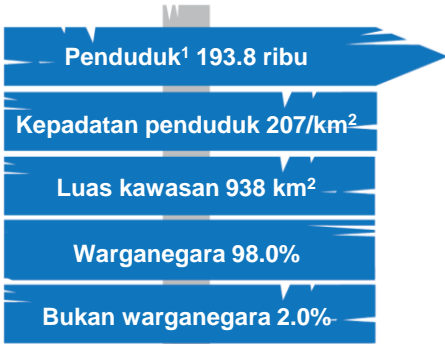 Penduduk¹ 193.8 ribu
Kepadatan penduduk 207/km²
Luas kawasan 938 km²
Warganegara 98.0%
Bukan warganegara 2.0%